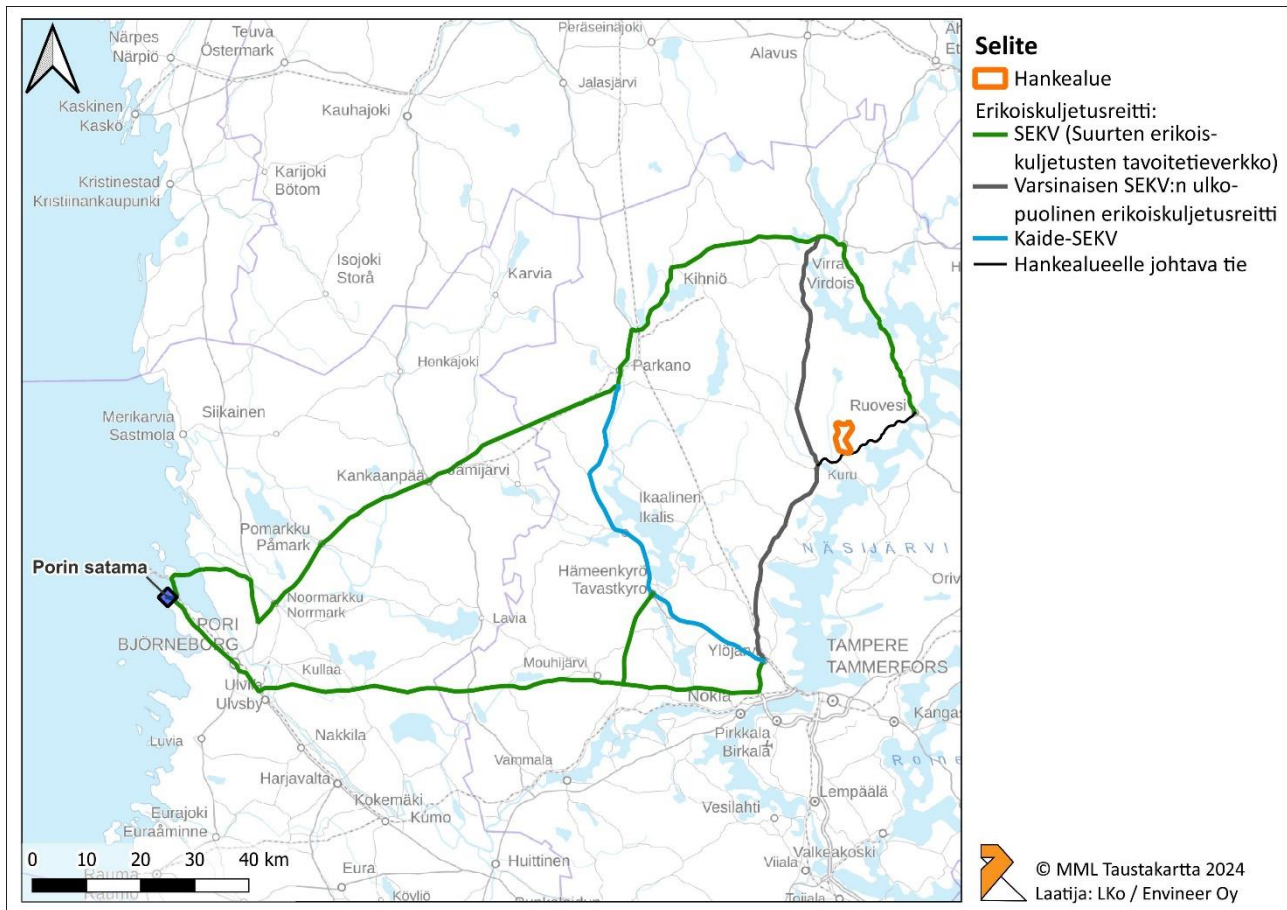 Närpes
Närpiö
Teuva
Östermark
Peräseinäjoki
Alavus
Kaskinen
Kaskö
Kauhajoki
Jalasjärvi
Karijoki
Bötom
Kristinestad
Kristiinankaupunki
Isojoki
Storå
Karvia
Kihniö
Virrat
Virdois
Honkajoki
Parkano
Merikarvia
Sastmola
Siikainen
Ruovesi
Kankaanpää
Jämijärvi
Kuru
Ikaalinen
Ikalis
Pomarkku
Påmark
NÄSIJÄRVI
Porin satama
Hämeenkyrö
Tavastkyro
Noormarkku
Norrmark
PORI
BJÖRNEBORG
Lavia
Ylöjärvi
TAMPERE
TAMMERFORS
Kullaa
Mouhijärvi
Ulvila
Ulvsby
Nokia
Luvia
Nakkila
Pirkkala
Birkala
Kangas
Vammala
Harjavalta
Kokemäki
Kumo
Vesilahti
Lempäälä
Eurajoki
Euraåminne
Huittinen
Valkeakoski
Viiala
Rauma
Eura
Köyliö
Toijala
0 10 20 30 40 km
Selite
Hankealue
Erikoiskuljetusreitti:
SEKV (Suurten erikois-
kuljetusten tavoitetieverkko)
Varsinaisen SEKV:n ulko-
puolinen erikoiskuljetusreitti
Kaide-SEKV
Hankealueelle johtava tie
© MML Taustakartta 2024
Laatija: LKo / Envineer Oy